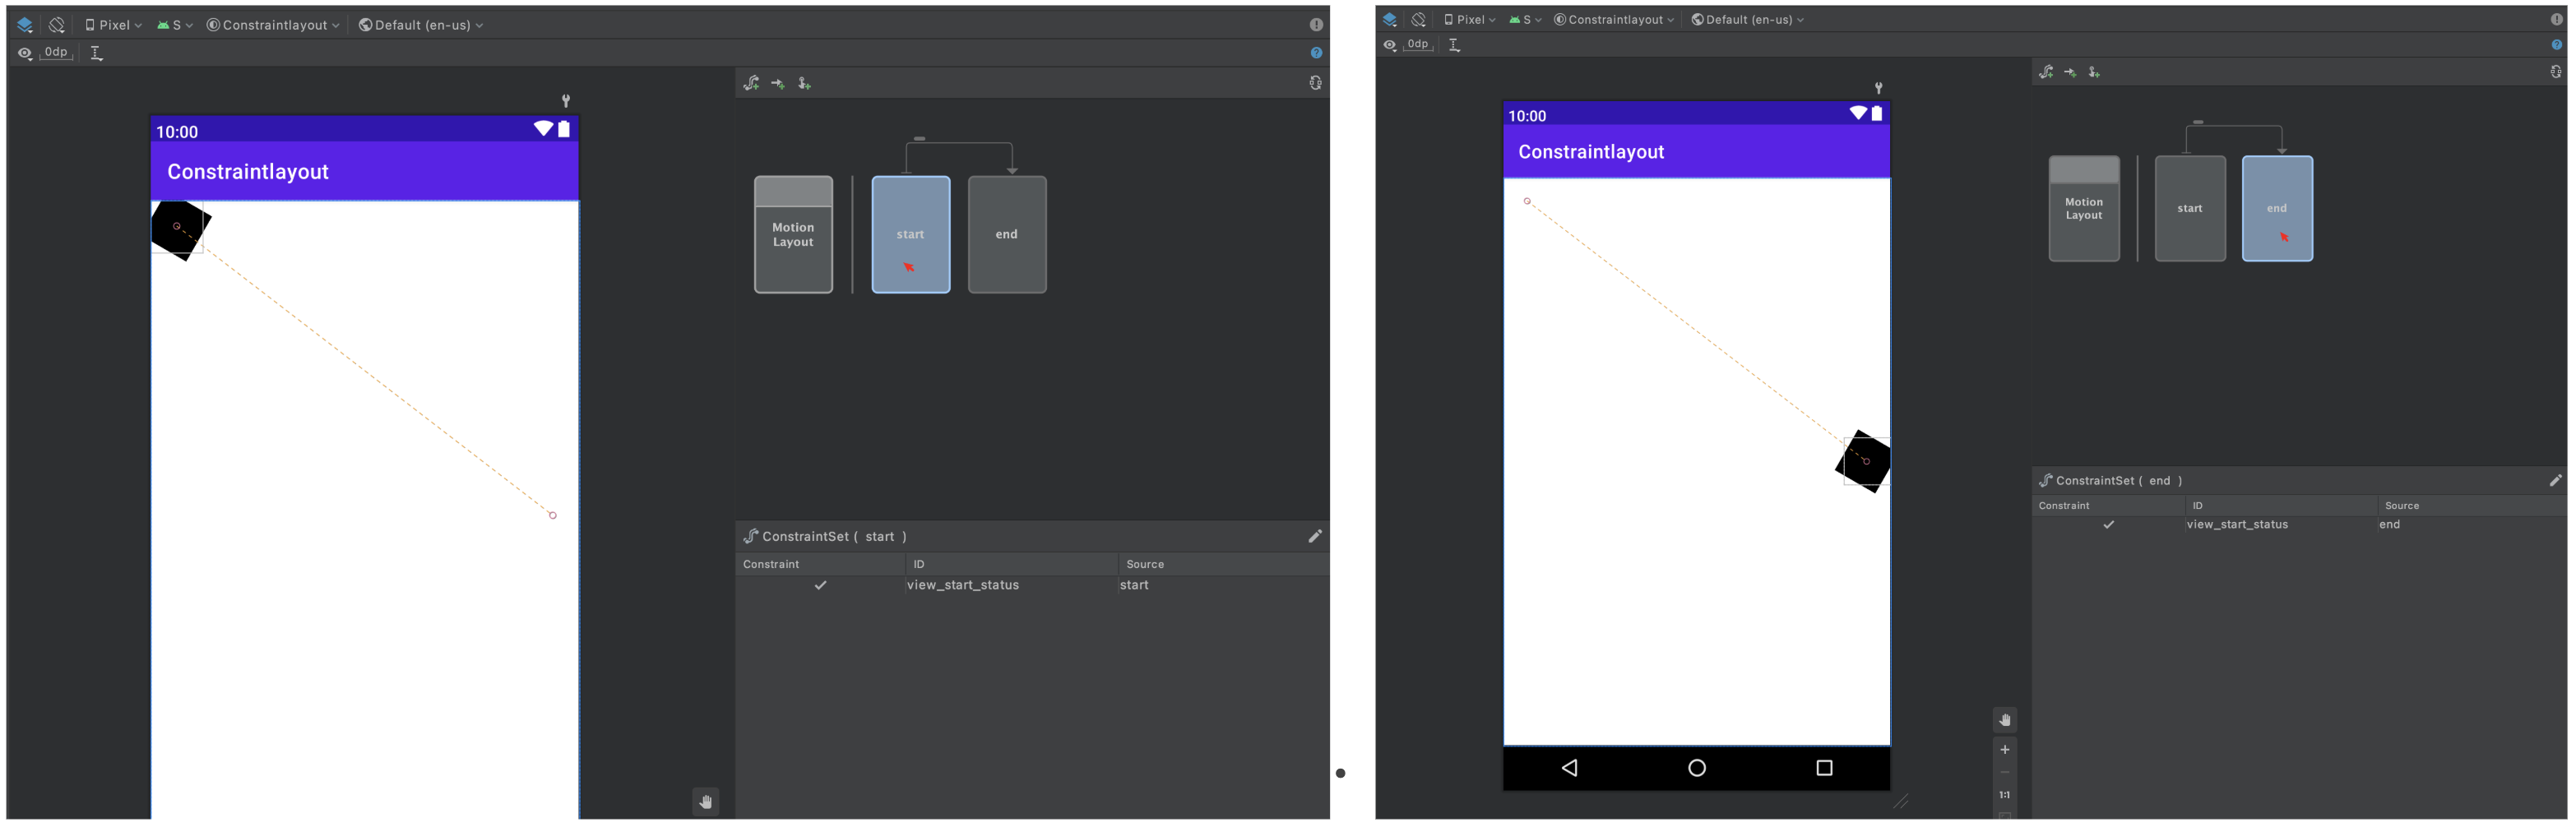 Pixel S Constraintlayout Default (en-us)
0dp
10:00
Constraintlayout
Motion
Layout
start
end
ConstraintSet ( start )
Constraint ID Source
view_start_status start
Pixel S Constraintlayout Default (en-us)
0dp
10:00
Constraintlayout
Motion
Layout
start
end
ConstraintSet ( end )
Constraint ID Source
view_start_status end
1:1